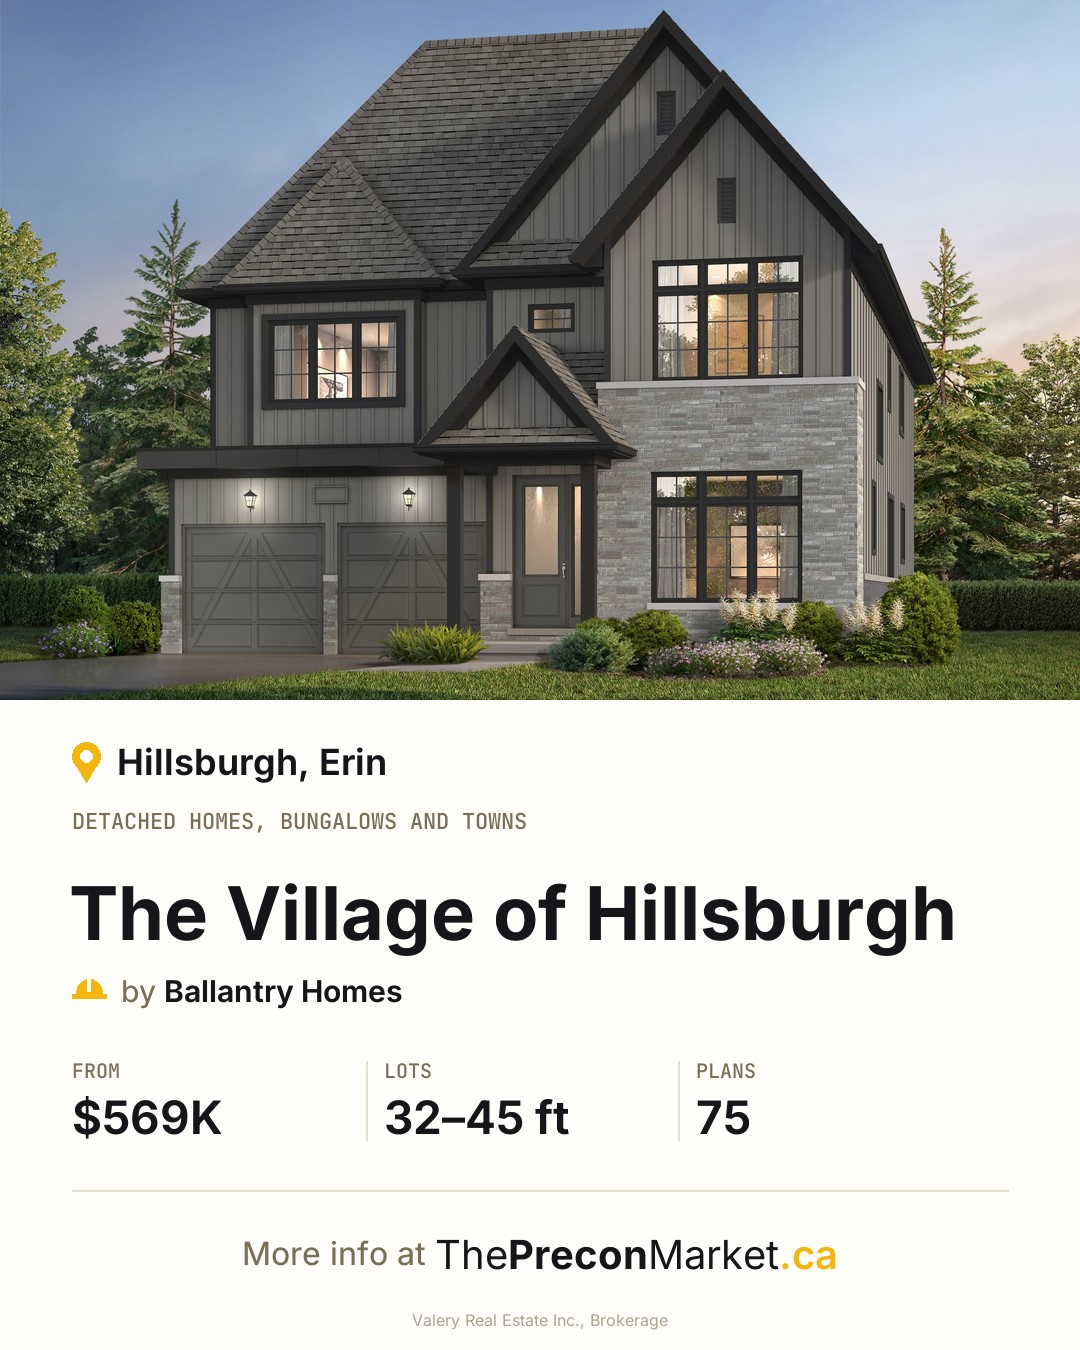 Hillsburgh, Erin
DETACHED HOMES, BUNGALOWS AND TOWNS
The Village of Hillsburgh
by Ballantry Homes
FROM
$569K
LOTS
32–45 ft
PLANS
75
More info at ThePreconMarket.ca
Valery Real Estate Inc., Brokerage